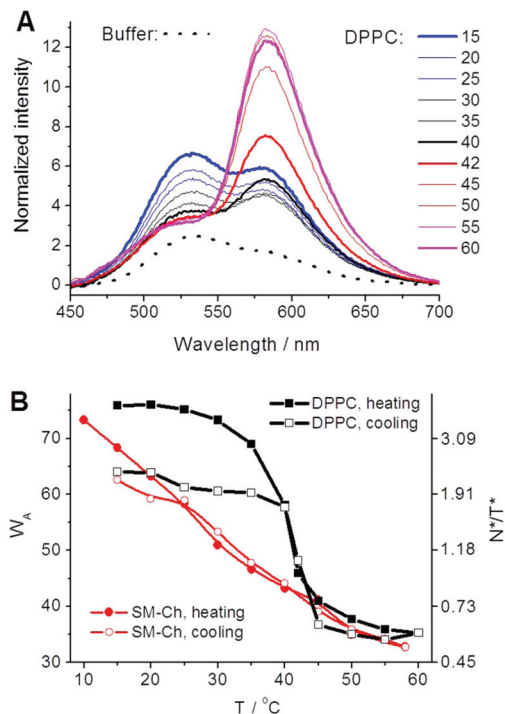 A
Buffer:
DPPC:
15
20
25
30
35
40
42
45
50
55
60
Normalized intensity
12
10
8
6
4
2
0
450 500 550 600 650 700
Wavelength / nm
B
DPPC, heating
DPPC, cooling
W_A
70
60
50
40
30
N*/T*
3.09
1.91
1.18
0.73
0.45
SM-Ch, heating
SM-Ch, cooling
10 20 30 40 50 60
T / °C